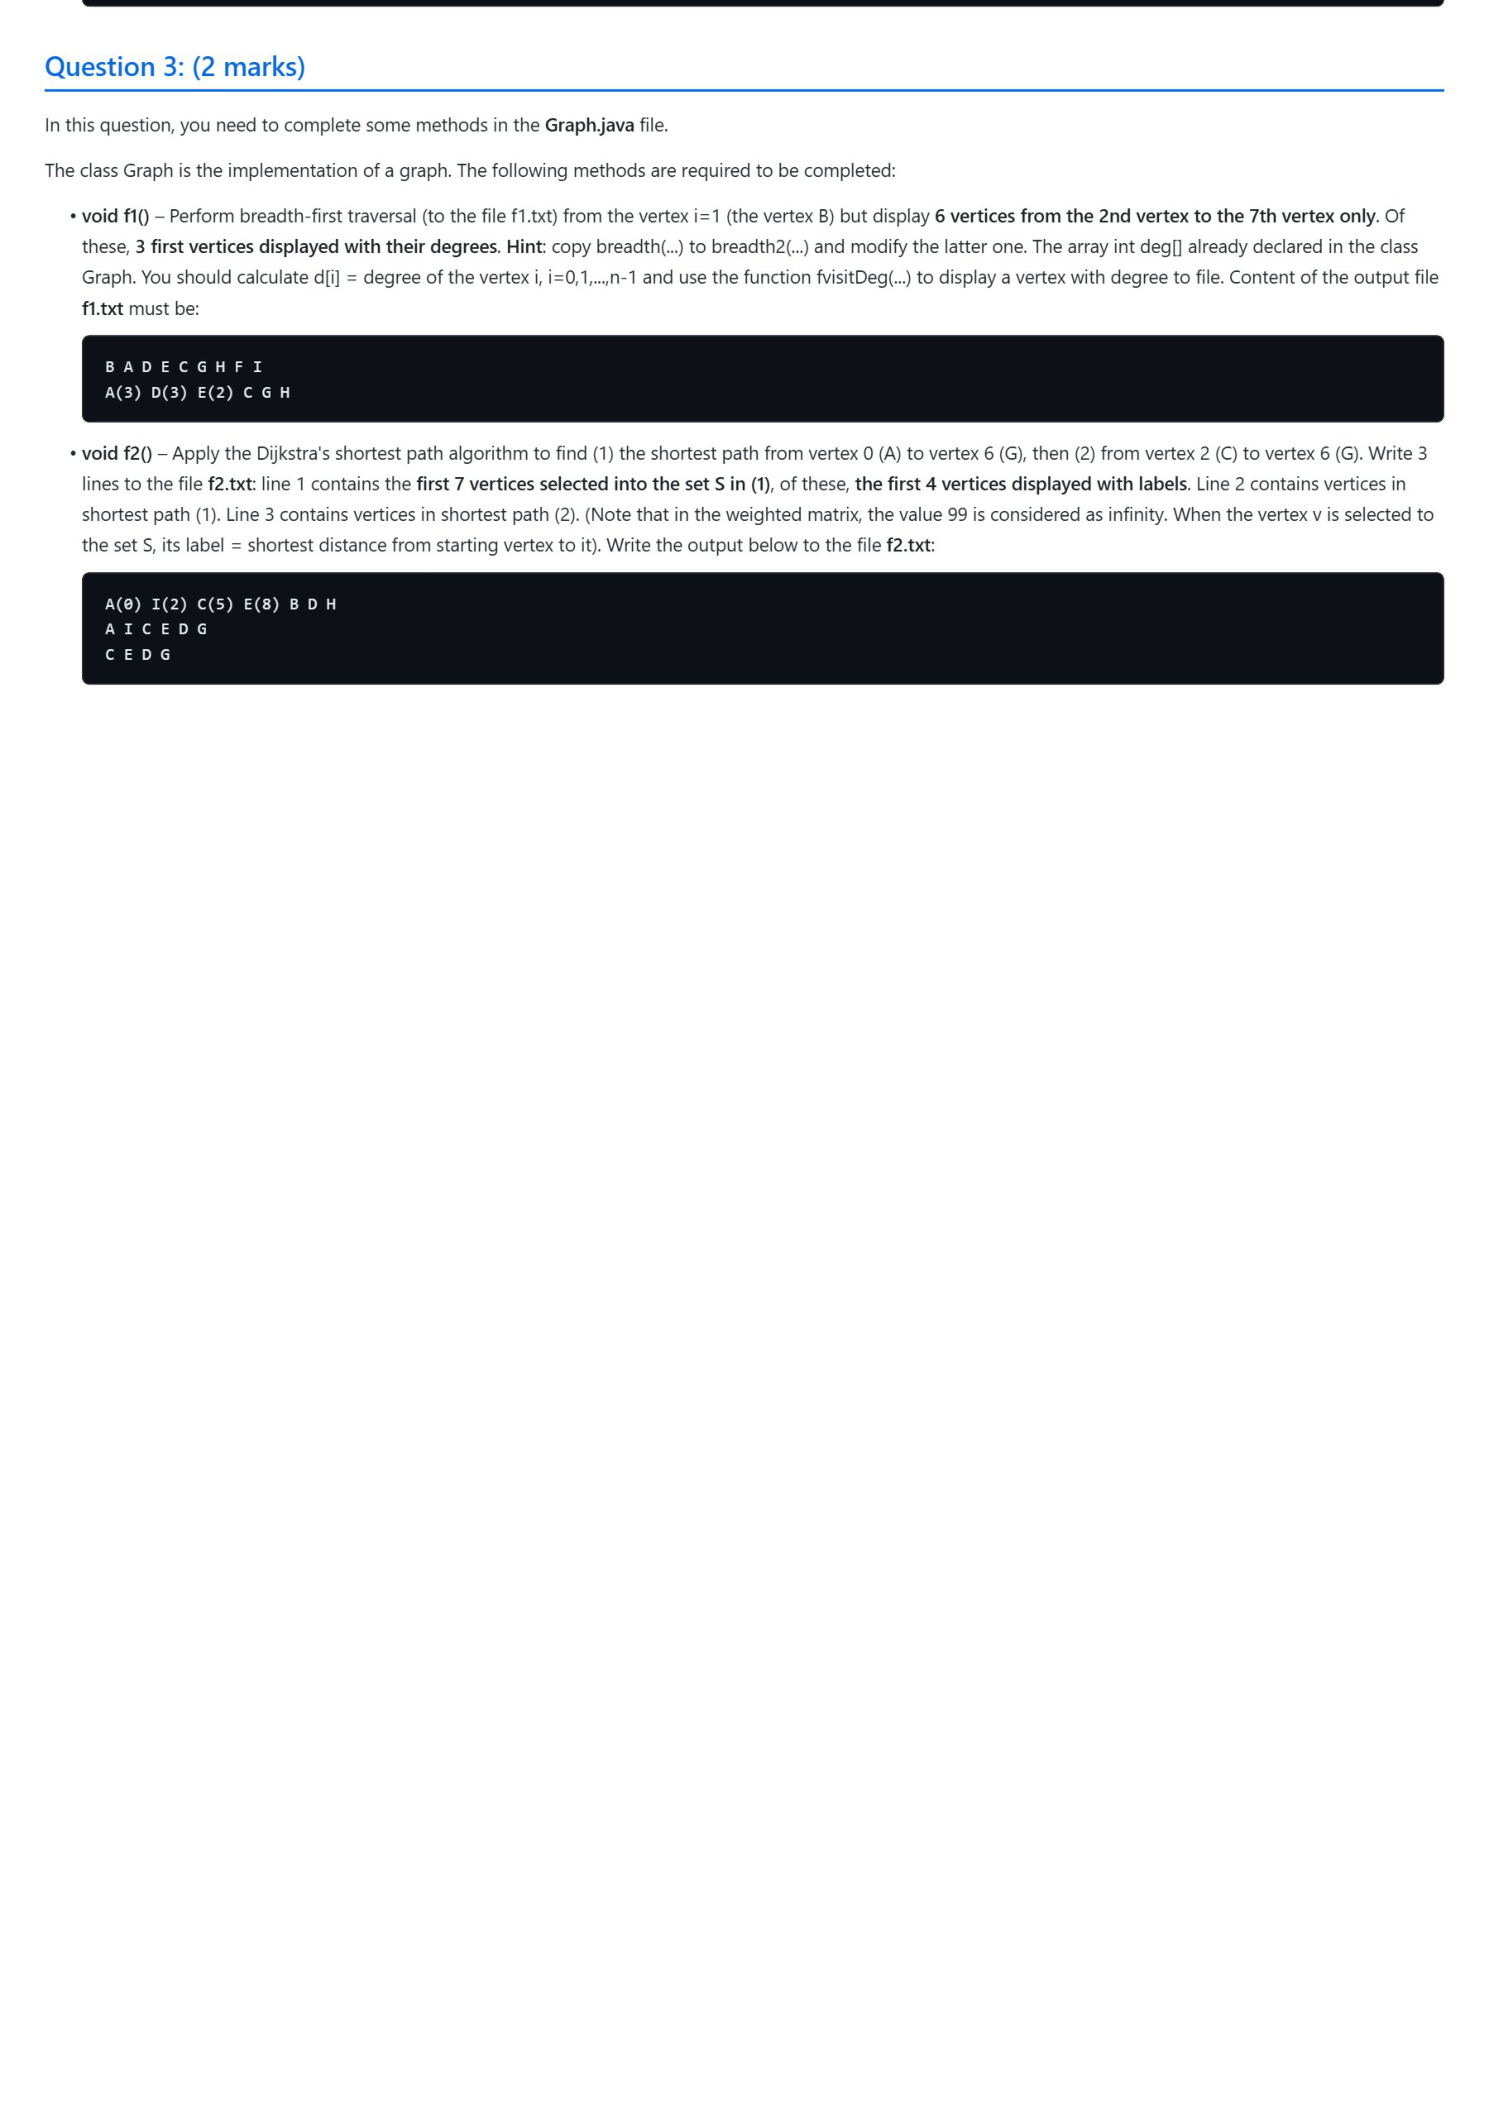 Question 3: (2 marks)
In this question, you need to complete some methods in the Graph.java file.
The class Graph is the implementation of a graph. The following methods are required to be completed:
• void f1() – Perform breadth-first traversal (to the file f1.txt) from the vertex i=1 (the vertex B) but display 6 vertices from the 2nd vertex to the 7th vertex only. Of
these, 3 first vertices displayed with their degrees. Hint: copy breadth(...) to breadth2(...) and modify the latter one. The array int deg[] already declared in the class
Graph. You should calculate d[i] = degree of the vertex i, i=0,1,...,n-1 and use the function fvisitDeg(...) to display a vertex with degree to file. Content of the output file
f1.txt must be:
B A D E C G H F I
A(3) D(3) E(2) C G H
• void f2() – Apply the Dijkstra's shortest path algorithm to find (1) the shortest path from vertex 0 (A) to vertex 6 (G), then (2) from vertex 2 (C) to vertex 6 (G). Write 3
lines to the file f2.txt: line 1 contains the first 7 vertices selected into the set S in (1), of these, the first 4 vertices displayed with labels. Line 2 contains vertices in
shortest path (1). Line 3 contains vertices in shortest path (2). (Note that in the weighted matrix, the value 99 is considered as infinity. When the vertex v is selected to
the set S, its label = shortest distance from starting vertex to it). Write the output below to the file f2.txt:
A(0) I(2) C(5) E(8) B D H
A I C E D G
C E D G